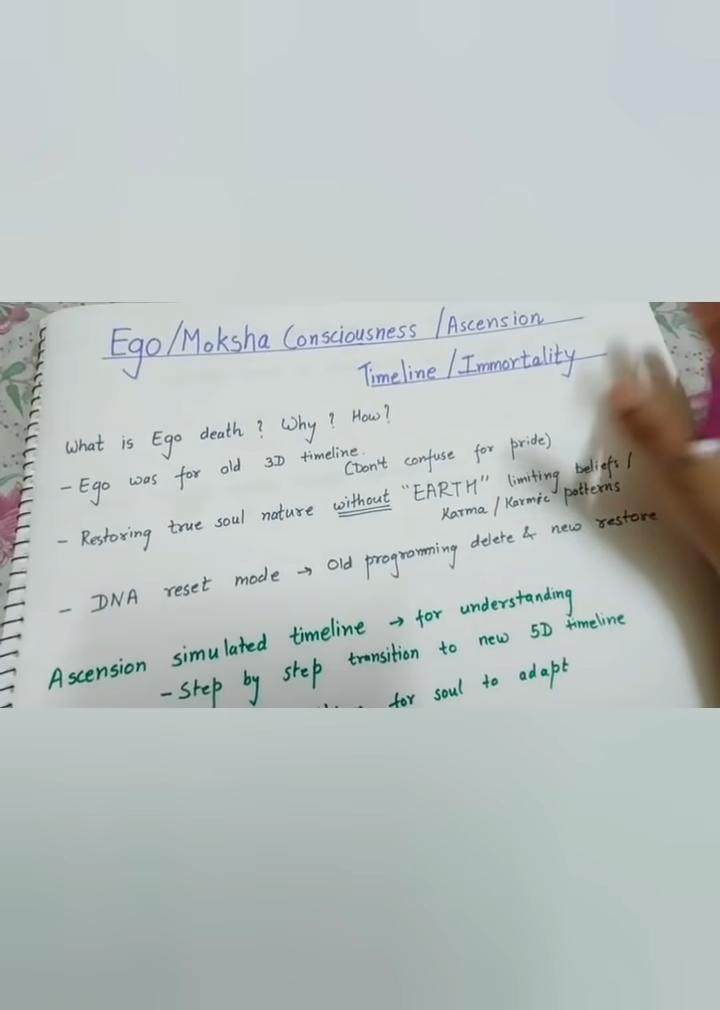 Ego/Moksha Consciousness /Ascension
Timeline /Immortality
What is Ego death ? Why ? How ?
- Ego was for old 3D timeline.
(Don't confuse for pride)
- Restoring true soul nature without "EARTH" limiting beliefs /
Karma / Karmic patterns
- DNA reset mode → Old programming delete & new restore
Ascension simulated timeline → for understanding
- Step by step transition to new 5D timeline
for soul to adapt